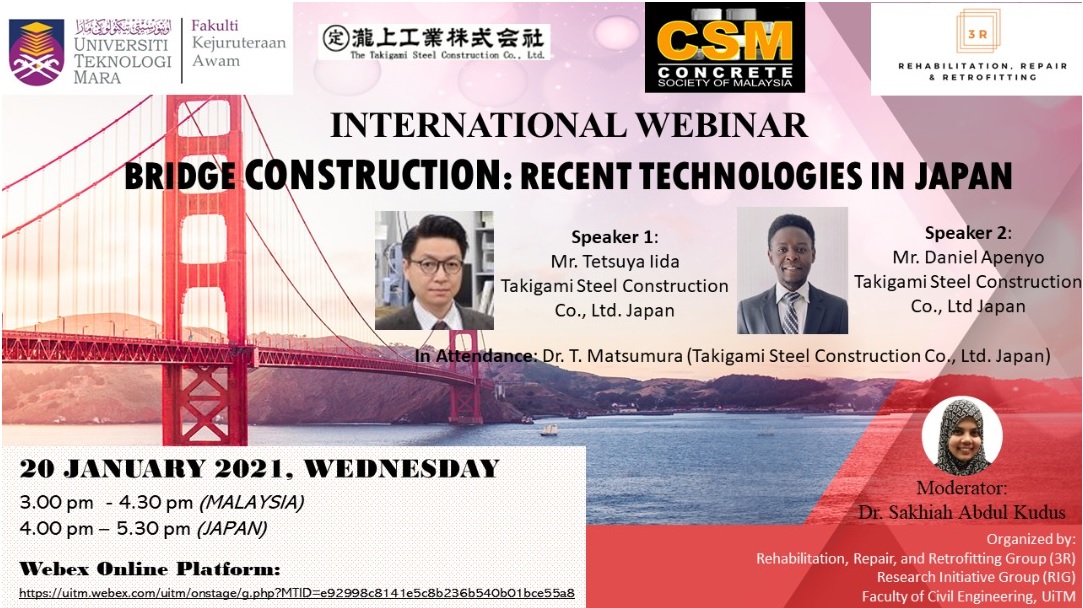 UNIVERSITI
TEKNOLOGI
MARA
Fakulti
Kejuruteraan
Awam
定 瀧上工業株式会社
The Takigami Steel Construction Co., Ltd.
CSM
CONCRETE
SOCIETY OF MALAYSIA
3R
REHABILITATION, REPAIR
& RETROFITTING
INTERNATIONAL WEBINAR
BRIDGE CONSTRUCTION: RECENT TECHNOLOGIES IN JAPAN
Speaker 1:
Mr. Tetsuya Iida
Takigami Steel Construction
Co., Ltd. Japan
Speaker 2:
Mr. Daniel Apenyo
Takigami Steel Construction
Co., Ltd Japan
In Attendance: Dr. T. Matsumura (Takigami Steel Construction Co., Ltd. Japan)
20 JANUARY 2021, WEDNESDAY
3.00 pm - 4.30 pm (MALAYSIA)
4.00 pm – 5.30 pm (JAPAN)
Webex Online Platform:
https://uitm.webex.com/uitm/onstage/g.php?MTID=e92998c8141e5c8b236b540b01bce55a8
Moderator:
Dr. Sakhiah Abdul Kudus
Organized by:
Rehabilitation, Repair, and Retrofitting Group (3R)
Research Initiative Group (RIG)
Faculty of Civil Engineering, UiTM